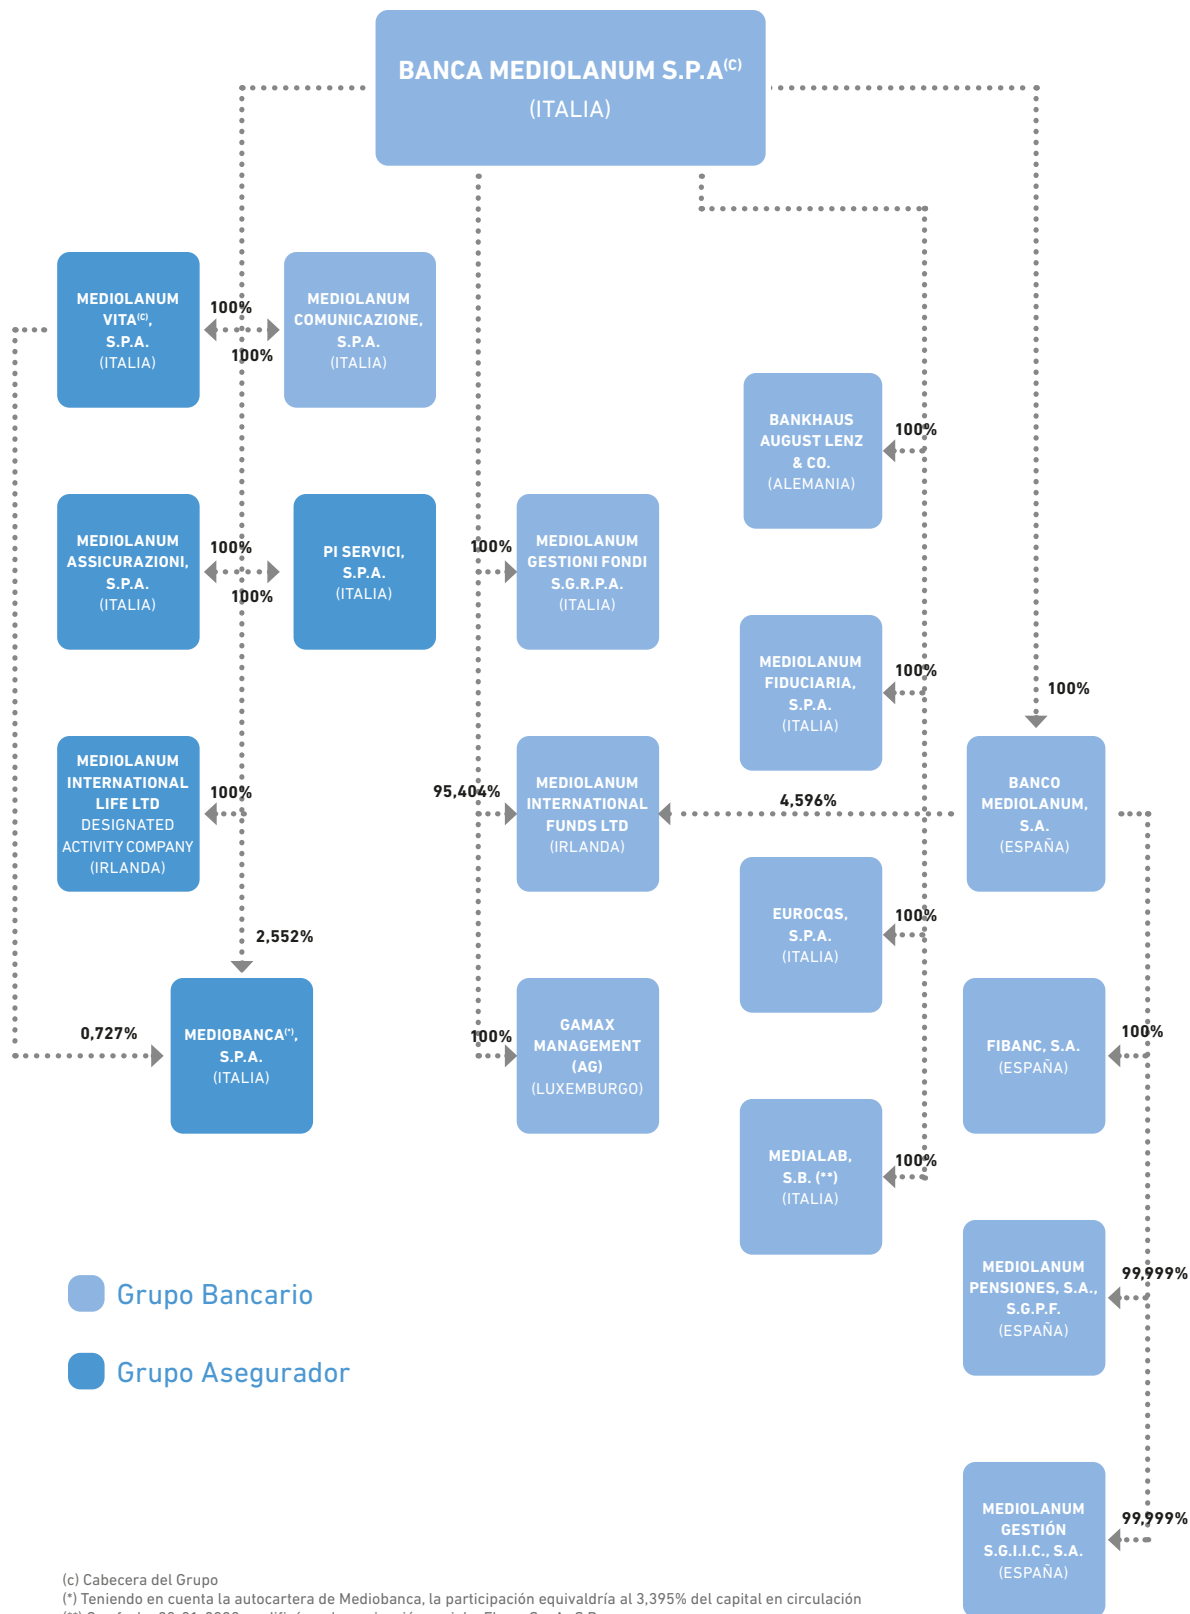 BANCA MEDIOLANUM S.P.A(C)
(ITALIA)
MEDIOLANUM
VITA(C),
S.P.A.
(ITALIA)
100%
100%
MEDIOLANUM
COMUNICAZIONE,
S.P.A.
(ITALIA)
BANKHAUS
AUGUST LENZ
& CO.
(ALEMANIA)
100%
MEDIOLANUM
ASSICURAZIONI,
S.P.A.
(ITALIA)
100%
100%
PI SERVICI,
S.P.A.
(ITALIA)
100%
MEDIOLANUM
GESTIONI FONDI
S.G.R.P.A.
(ITALIA)
MEDIOLANUM
FIDUCIARIA,
S.P.A.
(ITALIA)
100%
100%
MEDIOLANUM
INTERNATIONAL
LIFE LTD
DESIGNATED
ACTIVITY COMPANY
(IRLANDA)
100%
95,404%
MEDIOLANUM
INTERNATIONAL
FUNDS LTD
(IRLANDA)
4,596%
BANCO
MEDIOLANUM,
S.A.
(ESPAÑA)
EUROCQS,
S.P.A.
(ITALIA)
100%
2,552%
0,727%
MEDIOBANCA(*),
S.P.A.
(ITALIA)
100%
GAMAX
MANAGEMENT
(AG)
(LUXEMBURGO)
FIBANC, S.A.
(ESPAÑA)
100%
MEDIALAB,
S.B. (**)
(ITALIA)
100%
MEDIOLANUM
PENSIONES, S.A.,
S.G.P.F.
(ESPAÑA)
99,999%
Grupo Bancario
Grupo Asegurador
MEDIOLANUM
GESTIÓN
S.G.I.I.C., S.A.
(ESPAÑA)
99,999%
(c) Cabecera del Grupo
(*) Teniendo en cuenta la autocartera de Mediobanca, la participación equivaldría al 3,395% del capital en circulación